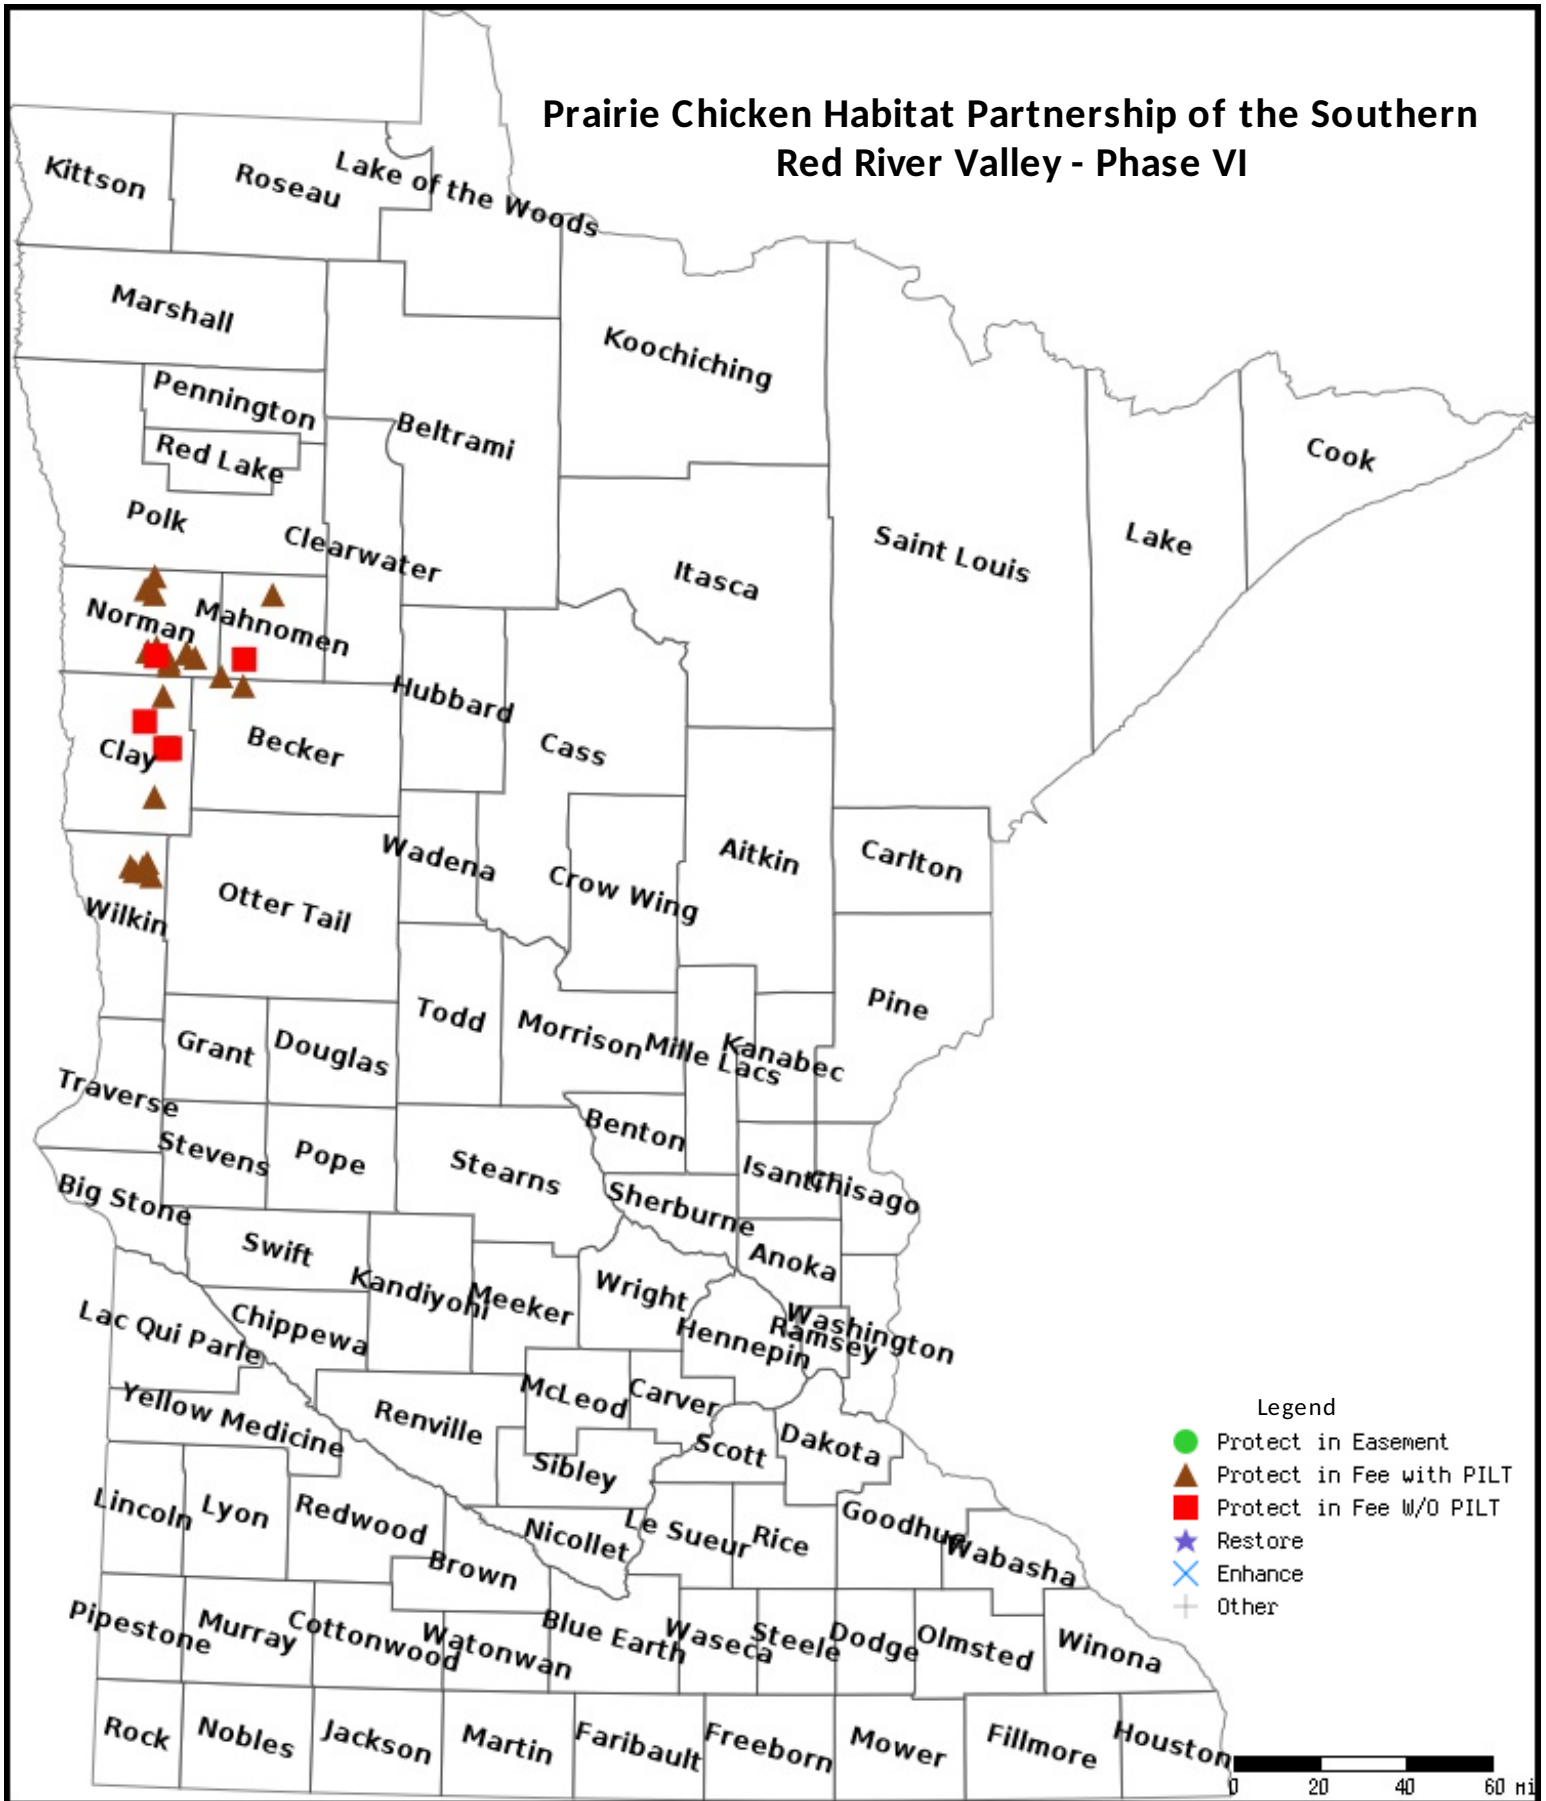 Prairie Chicken Habitat Partnership of the Southern
Red River Valley - Phase VI
Kittson
Roseau
Lake of the Woods
Marshall
Koochiching
Pennington
Beltrami
Red Lake
Cook
Polk
Clearwater
Saint Louis
Lake
Itasca
Norman
Mahnomen
Hubbard
Clay
Becker
Cass
Wadena
Aitkin
Carlton
Otter Tail
Crow Wing
Wilkin
Pine
Todd
Morrison
Grant
Douglas
Mille Lacs
Kanabec
Traverse
Benton
Stevens
Pope
Stearns
Isanti
Chisago
Big Stone
Sherburne
Swift
Anoka
Kandiyohi
Meeker
Wright
Lac Qui Parle
Chippewa
Washington
Ramsey
Hennepin
McLeod
Carver
Yellow Medicine
Renville
Scott
Dakota
Sibley
Lincoln
Lyon
Redwood
Nicollet
Le Sueur
Rice
Goodhue
Wabasha
Brown
Pipestone
Murray
Cottonwood
Watonwan
Blue Earth
Waseca
Steele
Dodge
Olmsted
Winona
Rock
Nobles
Jackson
Martin
Faribault
Freeborn
Mower
Fillmore
Houston
Legend
Protect in Easement
Protect in Fee with PILT
Protect in Fee W/O PILT
Restore
Enhance
Other
0 20 40 60 mi